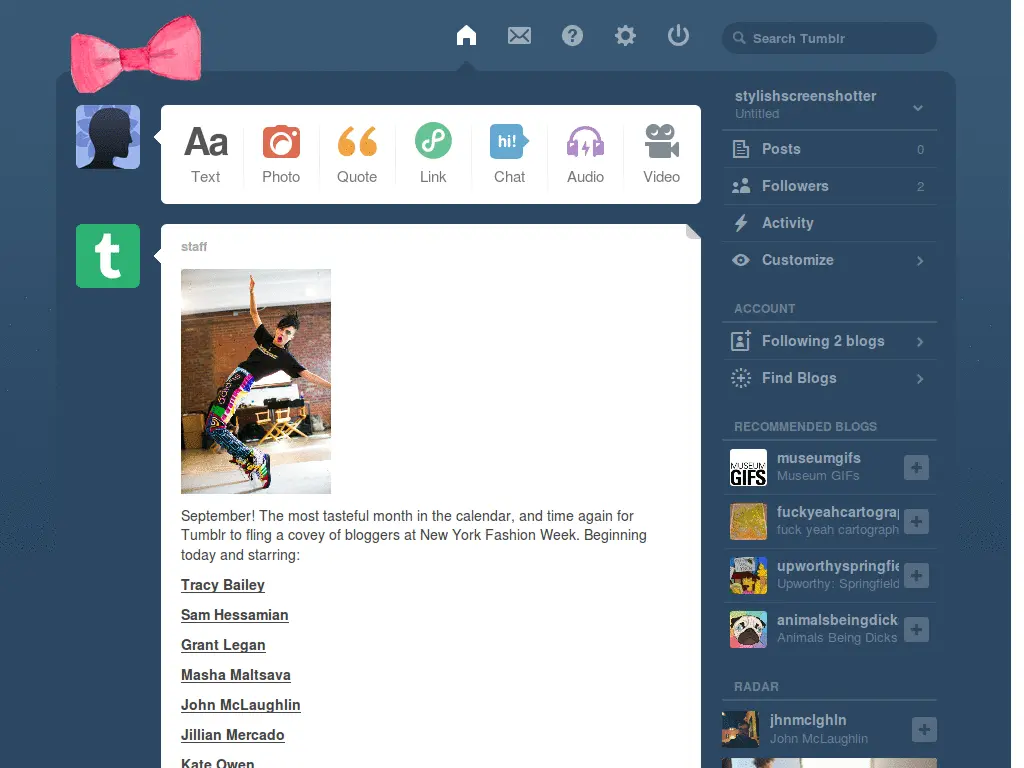 Search Tumblr
Aa
Text
Photo
Quote
Link
hi!
Chat
Audio
Video
t
staff
September! The most tasteful month in the calendar, and time again for
Tumblr to fling a covey of bloggers at New York Fashion Week. Beginning
today and starring:
Tracy Bailey
Sam Hessamian
Grant Legan
Masha Maltsava
John McLaughlin
Jillian Mercado
Kate Owen
stylishscreenshotter
Untitled
Posts 0
Followers 2
Activity
Customize
ACCOUNT
Following 2 blogs
Find Blogs
RECOMMENDED BLOGS
MUSEUM
GIFS
museumgifs
Museum GIFs
fuckyeahcartogra
fuck yeah cartograph
upworthyspringfie
Upworthy: Springfield
animalsbeingdick
Animals Being Dicks
RADAR
jhnmclghln
John McLaughlin